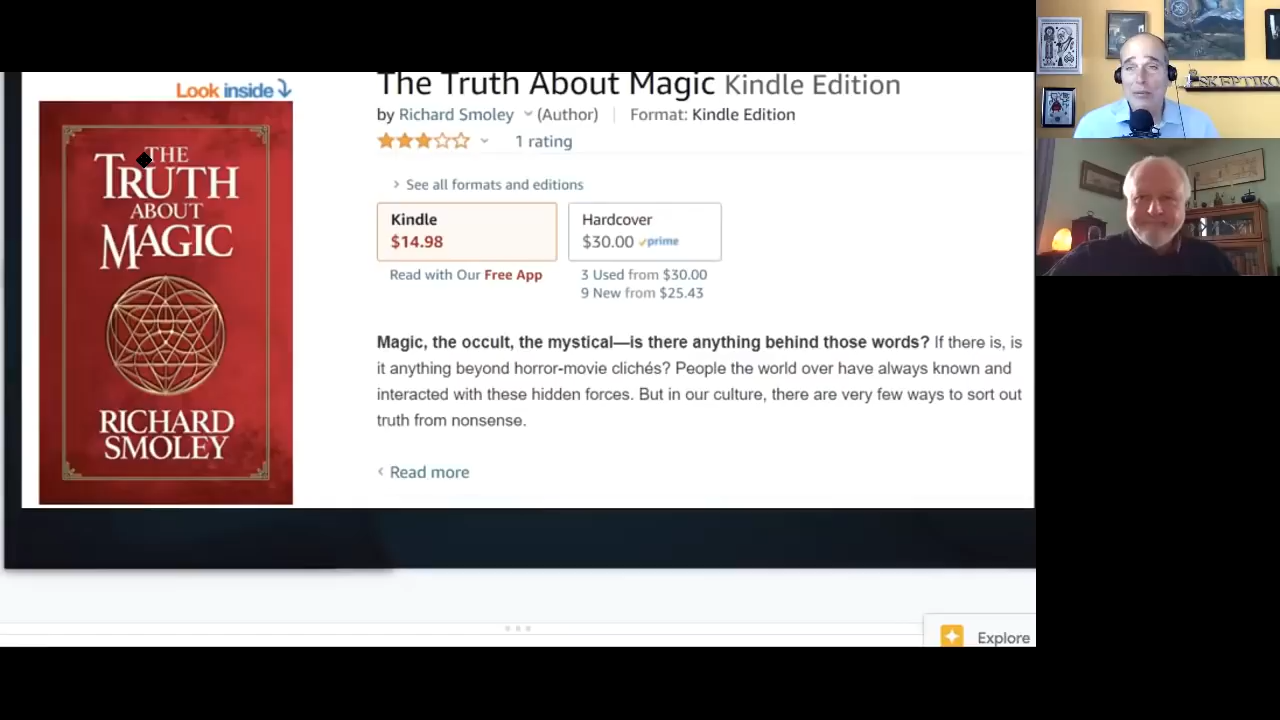 The Truth About Magic Kindle Edition
by Richard Smoley (Author) | Format: Kindle Edition
1 rating
See all formats and editions
Kindle
$14.98
Hardcover
$30.00 prime
Read with Our Free App
3 Used from $30.00
9 New from $25.43
Magic, the occult, the mystical—is there anything behind those words? If there is, is
it anything beyond horror-movie clichés? People the world over have always known and
interacted with these hidden forces. But in our culture, there are very few ways to sort out
truth from nonsense.
Read more
Look inside
THE
TRUTH
ABOUT
MAGIC
RICHARD
SMOLEY
SKEPTIKO
Explore